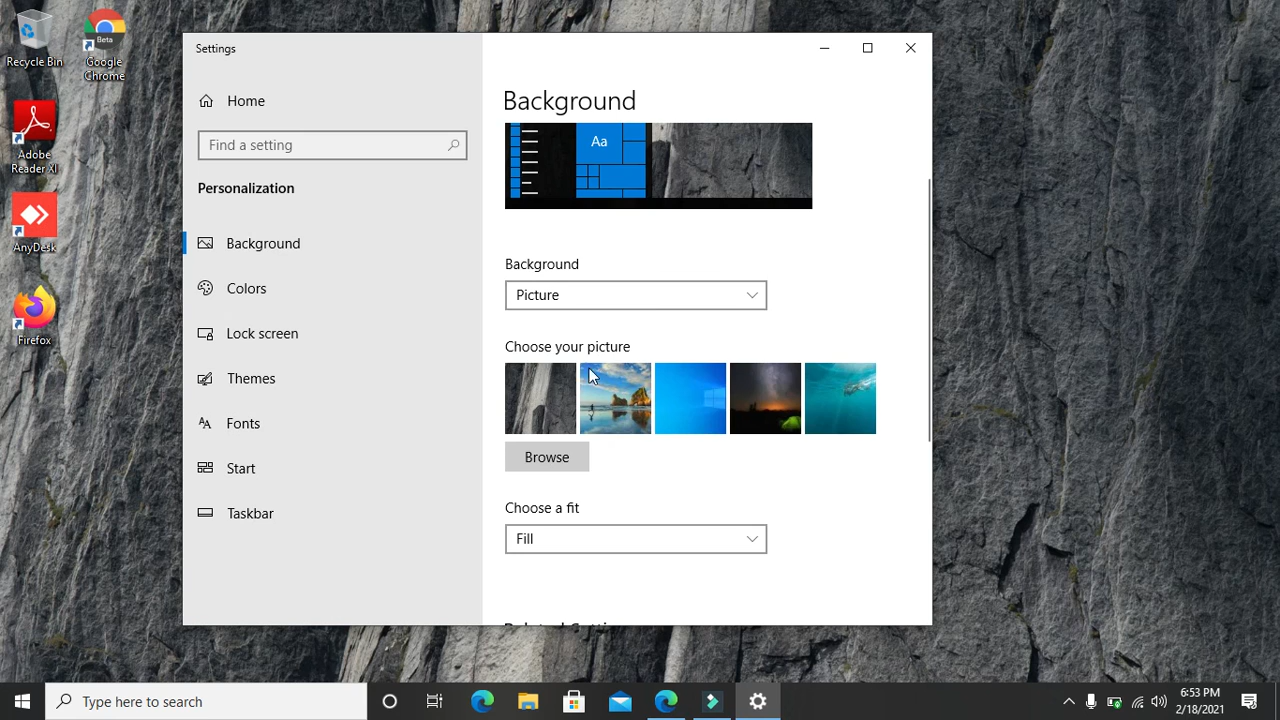 Recycle Bin
Google
Chrome
Beta
Adobe
Reader XI
AnyDesk
Firefox
Settings
Home
Find a setting
Personalization
Background
Colors
Lock screen
Themes
Fonts
Start
Taskbar
Background
Aa
Background
Picture
Choose your picture
Browse
Choose a fit
Fill
Type here to search
6:53 PM
2/18/2021